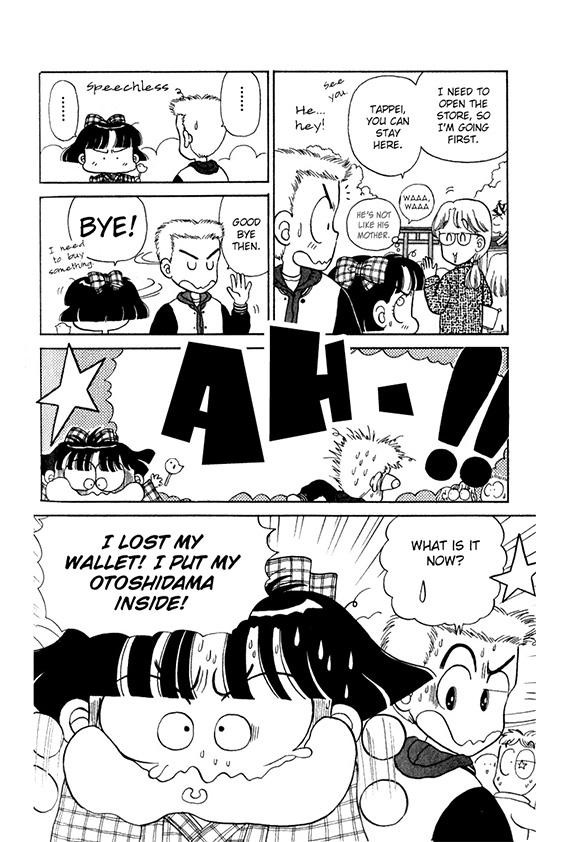 I NEED TO
OPEN THE
STORE, SO
I'M GOING
FIRST.
TAPPEI,
YOU CAN
STAY
HERE.
see
you.
He...
hey!
WAAA,
WAAA
HE'S NOT
LIKE HIS
MOTHER.
......
speechless
......
GOOD
BYE
THEN.
BYE!
I need
to buy
something
AH-!!
WHAT IS IT
NOW?
I LOST MY
WALLET! I PUT MY
OTOSHIDAMA
INSIDE!